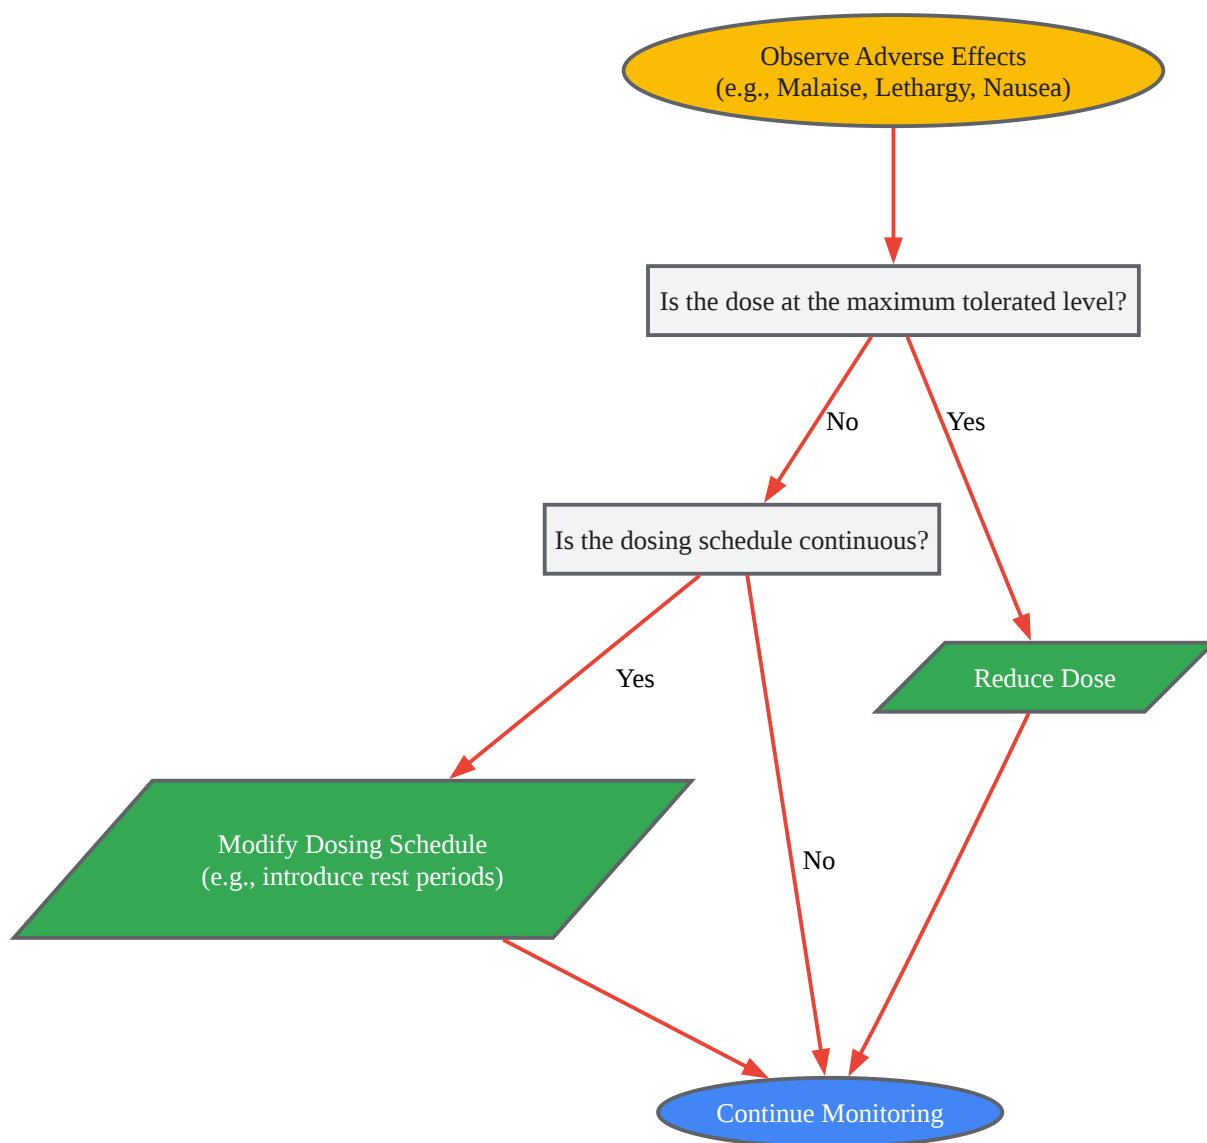 Observe Adverse Effects
(e.g., Malaise, Lethargy, Nausea)
Is the dose at the maximum tolerated level?
No
Yes
Is the dosing schedule continuous?
Yes
Reduce Dose
Modify Dosing Schedule
(e.g., introduce rest periods)
No
Continue Monitoring